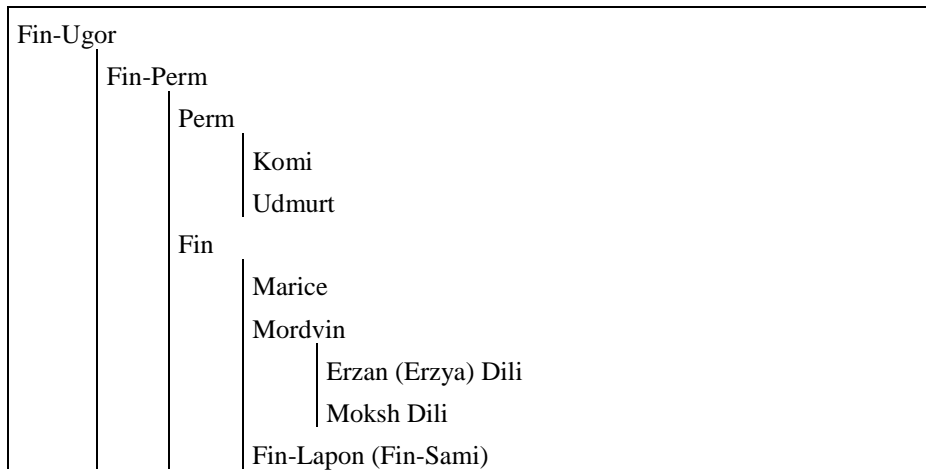 Fin-Ugor
Fin-Perm
Perm
Komi
Udmurt
Fin
Marice
Mordvin
Erzan (Erzya) Dili
Moksh Dili
Fin-Lapon (Fin-Sami)